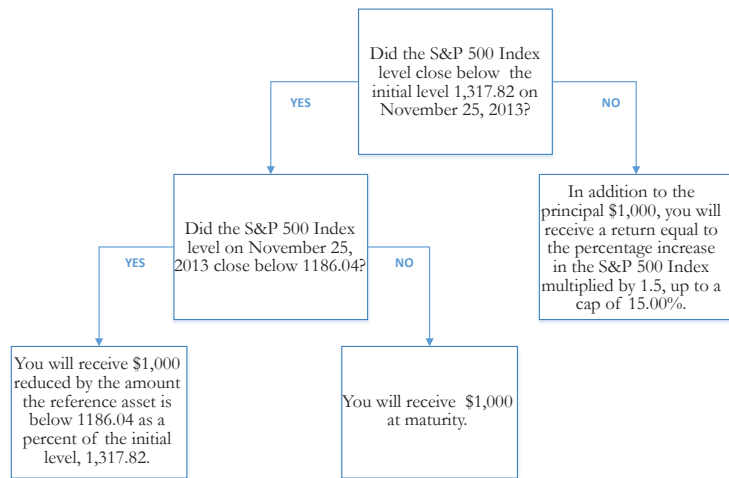 Did the S&P 500 Index
level close below the
initial level 1,317.82 on
November 25, 2013?
YES
NO
Did the S&P 500 Index
level on November 25,
2013 close below 1186.04?
In addition to the
principal $1,000, you will
receive a return equal to
the percentage increase
in the S&P 500 Index
multiplied by 1.5, up to a
cap of 15.00%.
YES
NO
You will receive $1,000
reduced by the amount
the reference asset is
below 1186.04 as a
percent of the initial
level, 1,317.82.
You will receive $1,000
at maturity.